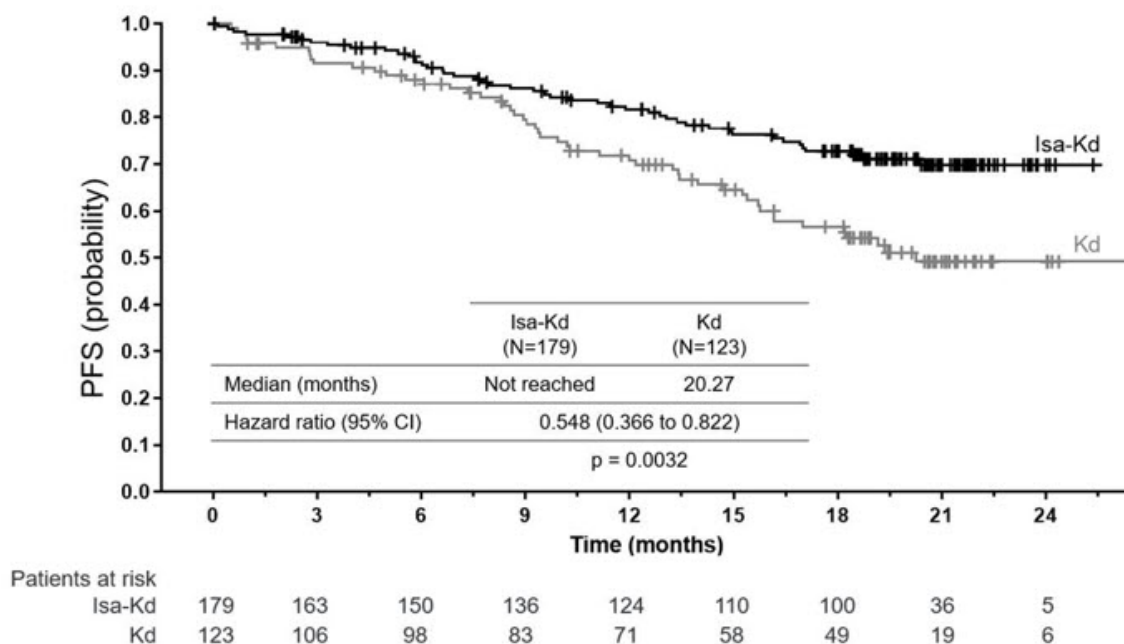 1.0
0.9
0.8
0.7
0.6
0.5
0.4
0.3
0.2
0.1
0.0
PFS (probability)
Isa-Kd
Kd
Isa-Kd Kd
(N=179) (N=123)
Median (months) Not reached 20.27
Hazard ratio (95% CI) 0.548 (0.366 to 0.822)
p = 0.0032
0 3 6 9 12 15 18 21 24
Time (months)
Patients at risk
Isa-Kd 179 163 150 136 124 110 100 36 5
Kd 123 106 98 83 71 58 49 19 6